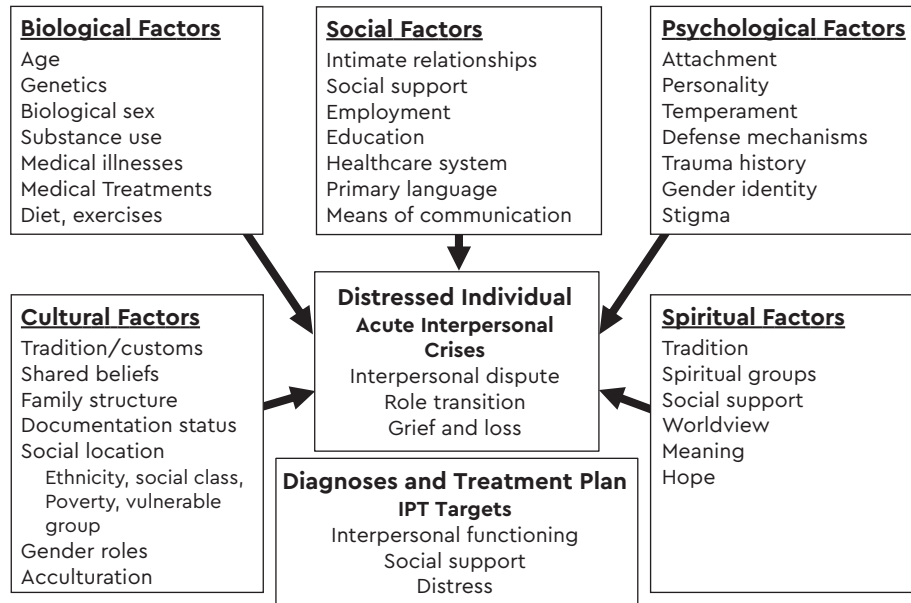 Biological Factors
Age
Genetics
Biological sex
Substance use
Medical illnesses
Medical Treatments
Diet, exercises
Social Factors
Intimate relationships
Social support
Employment
Education
Healthcare system
Primary language
Means of communication
Psychological Factors
Attachment
Personality
Temperament
Defense mechanisms
Trauma history
Gender identity
Stigma
Cultural Factors
Tradition/customs
Shared beliefs
Family structure
Documentation status
Social location
Ethnicity, social class,
Poverty, vulnerable
group
Gender roles
Acculturation
Distressed Individual
Acute Interpersonal
Crises
Interpersonal dispute
Role transition
Grief and loss
Diagnoses and Treatment Plan
IPT Targets
Interpersonal functioning
Social support
Distress
Spiritual Factors
Tradition
Spiritual groups
Social support
Worldview
Meaning
Hope